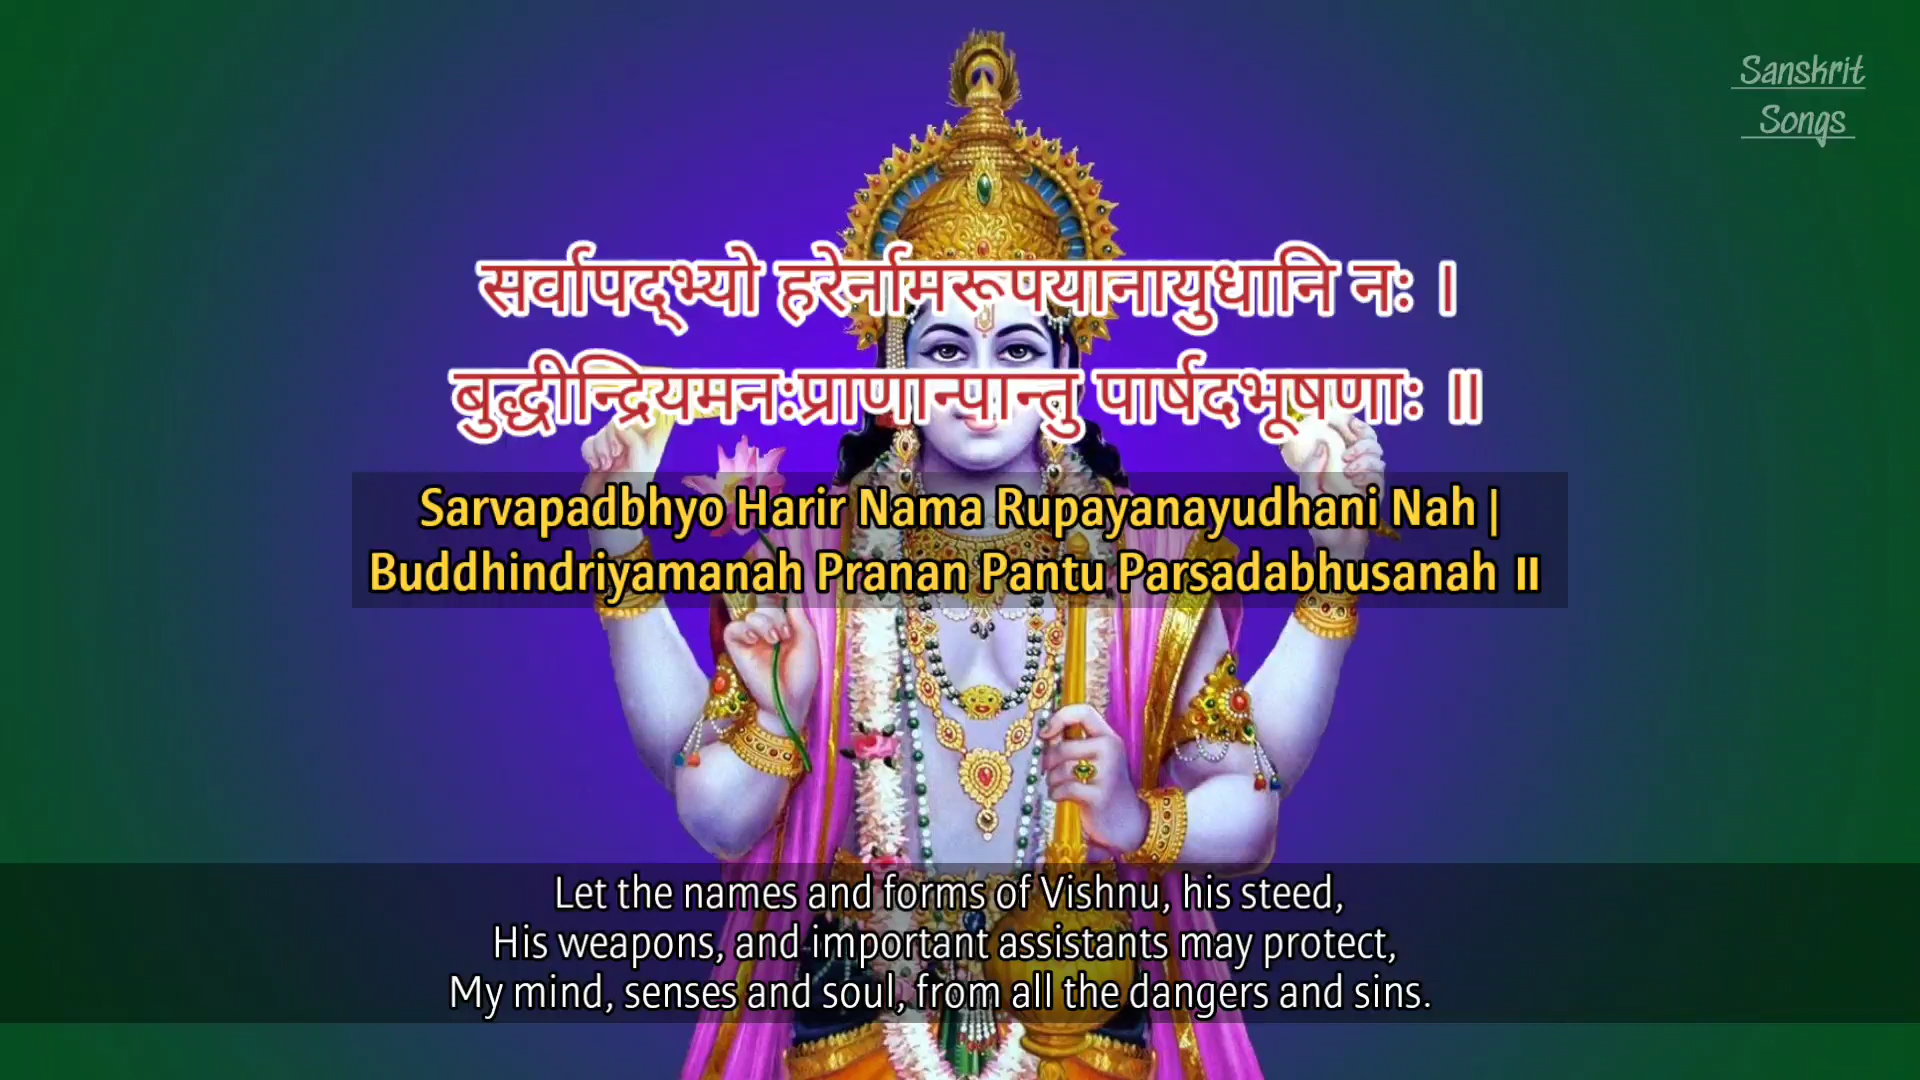 Sanskrit
Songs
सर्वापद्भ्यो हरेर्नामरूपयानायुधानि नः ।
बुद्धीन्द्रियमनःप्राणान्पान्तु पार्षदभूषणाः ॥
Sarvapadbhyo Harir Nama Rupayanayudhani Nah |
Buddhindriyamanah Pranan Pantu Parsadabhusanah ॥
Let the names and forms of Vishnu, his steed,
His weapons, and important assistants may protect,
My mind, senses and soul, from all the dangers and sins.